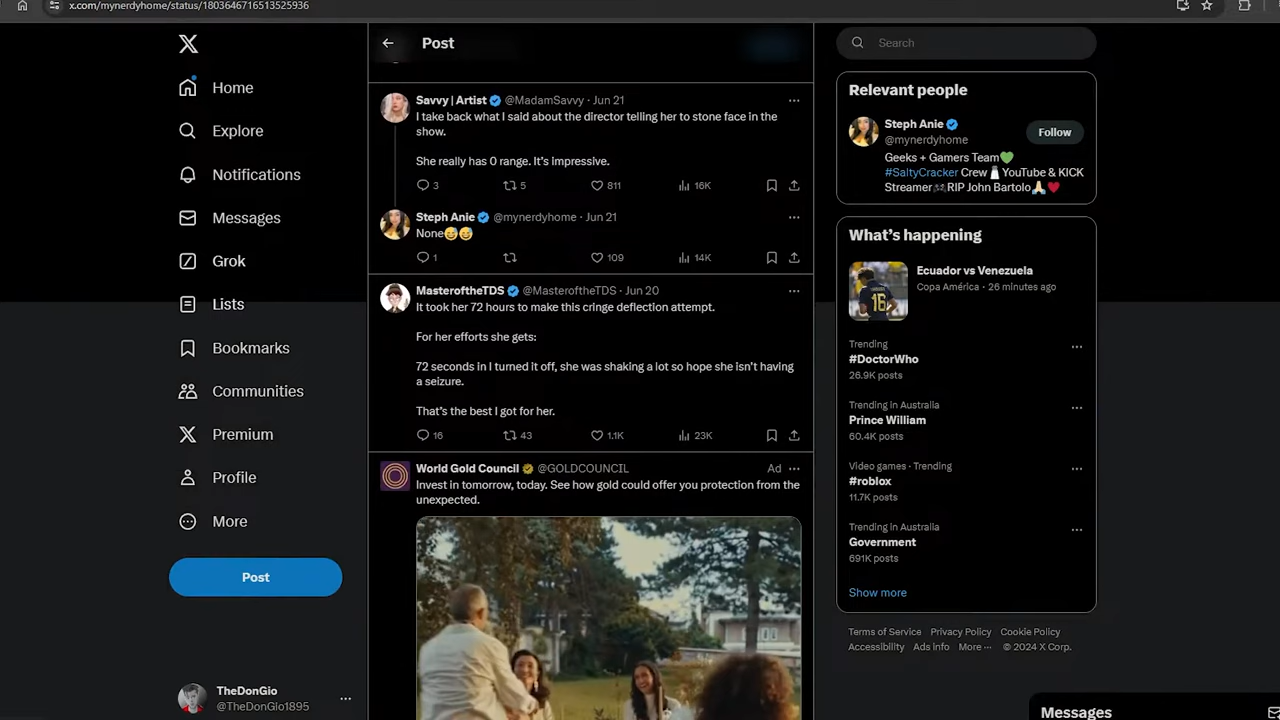 x.com/mynerdyhome/status/1803646716513525936
Home
Explore
Notifications
Messages
Grok
Lists
Bookmarks
Communities
Premium
Profile
More
Post
TheDonGio
@TheDonGio1895
Post
Savvy | Artist @MadamSavvy · Jun 21
I take back what I said about the director telling her to stone face in the
show.
She really has 0 range. It's impressive.
3 5 811 16K
Steph Anie @mynerdyhome · Jun 21
None😅😅
1 109 14K
MasteroftheTDS @MasteroftheTDS · Jun 20
It took her 72 hours to make this cringe deflection attempt.
For her efforts she gets:
72 seconds in I turned it off, she was shaking a lot so hope she isn't having
a seizure.
That's the best I got for her.
16 43 1.1K 23K
World Gold Council @GOLDCOUNCIL Ad
Invest in tomorrow, today. See how gold could offer you protection from the
unexpected.
Search
Relevant people
Steph Anie
@mynerdyhome
Follow
Geeks + Gamers Team💚
#SaltyCracker Crew🧂YouTube & KICK
Streamer🎮RIP John Bartolo🙏❤️
What's happening
Ecuador vs Venezuela
Copa América · 26 minutes ago
16
Trending
#DoctorWho
26.9K posts
Trending in Australia
Prince William
60.4K posts
Video games · Trending
#roblox
11.7K posts
Trending in Australia
Government
691K posts
Show more
Terms of Service Privacy Policy Cookie Policy
Accessibility Ads info More ··· © 2024 X Corp.
Messages